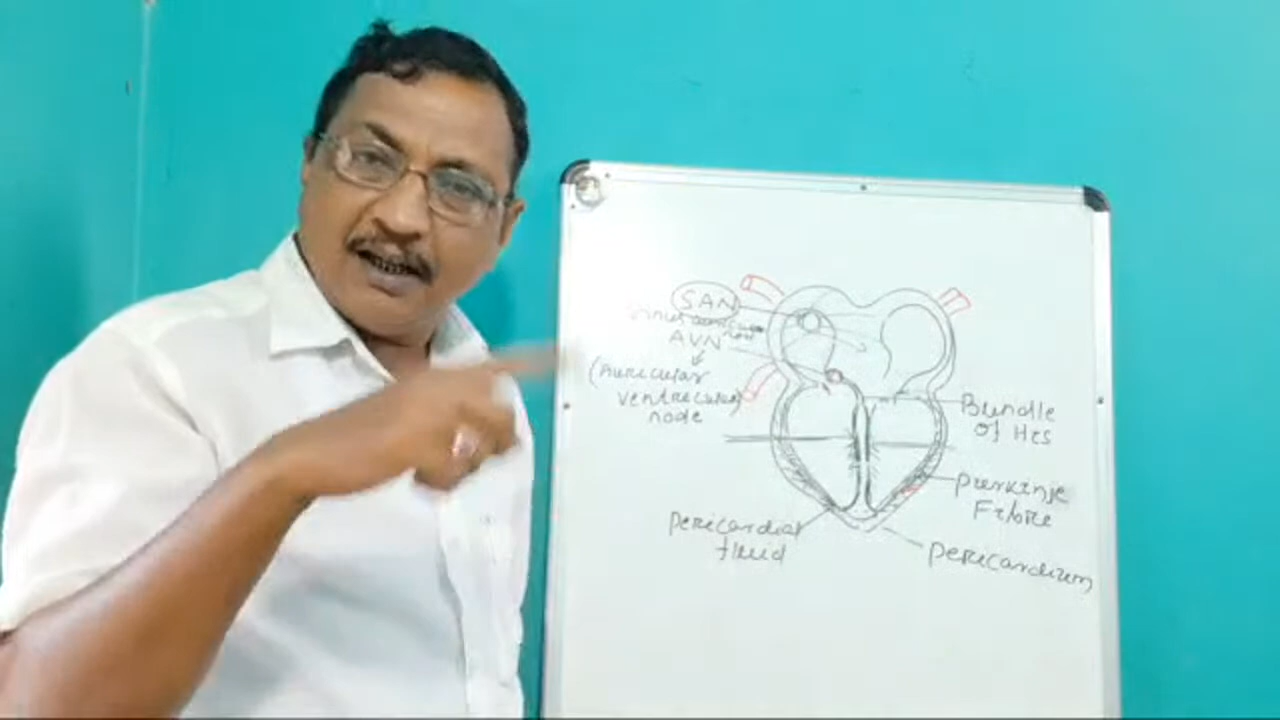 SAN
AVN
(Auricular
ventricular)
node
Bundle
of His
Purkinje
Fibre
pericardial
fluid
pericardium